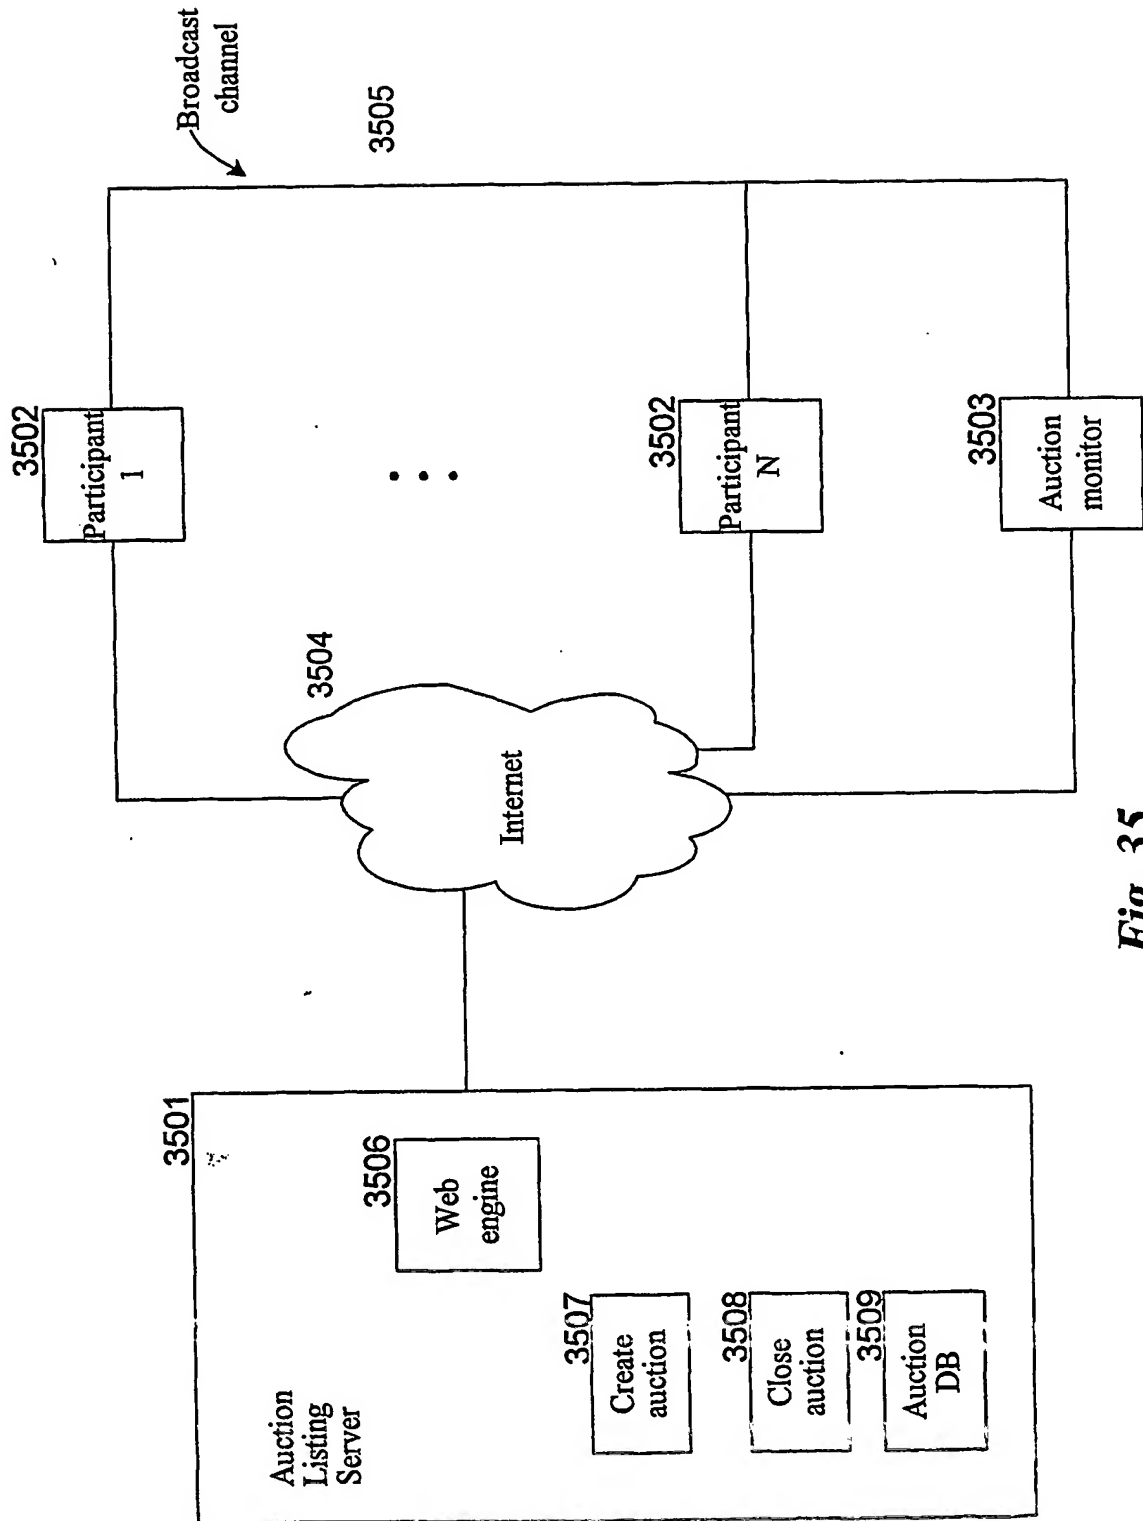 3501
Auction
Listing
Server
3506
Web
engine
3507
Create
auction
3508
Close
auction
3509
Auction
DB
3504
Internet
3502
Participant
1
3502
Participant
N
3503
Auction
monitor
Broadcast
channel
3505
Fig. 35